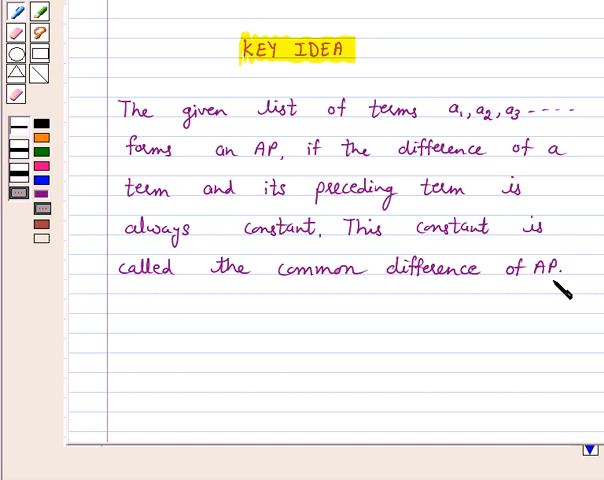 KEY IDEA
The given list of terms a₁, a₂, a₃ ----
forms an AP, if the difference of a
term and its preceding term is
always constant. This constant is
called the common difference of AP.